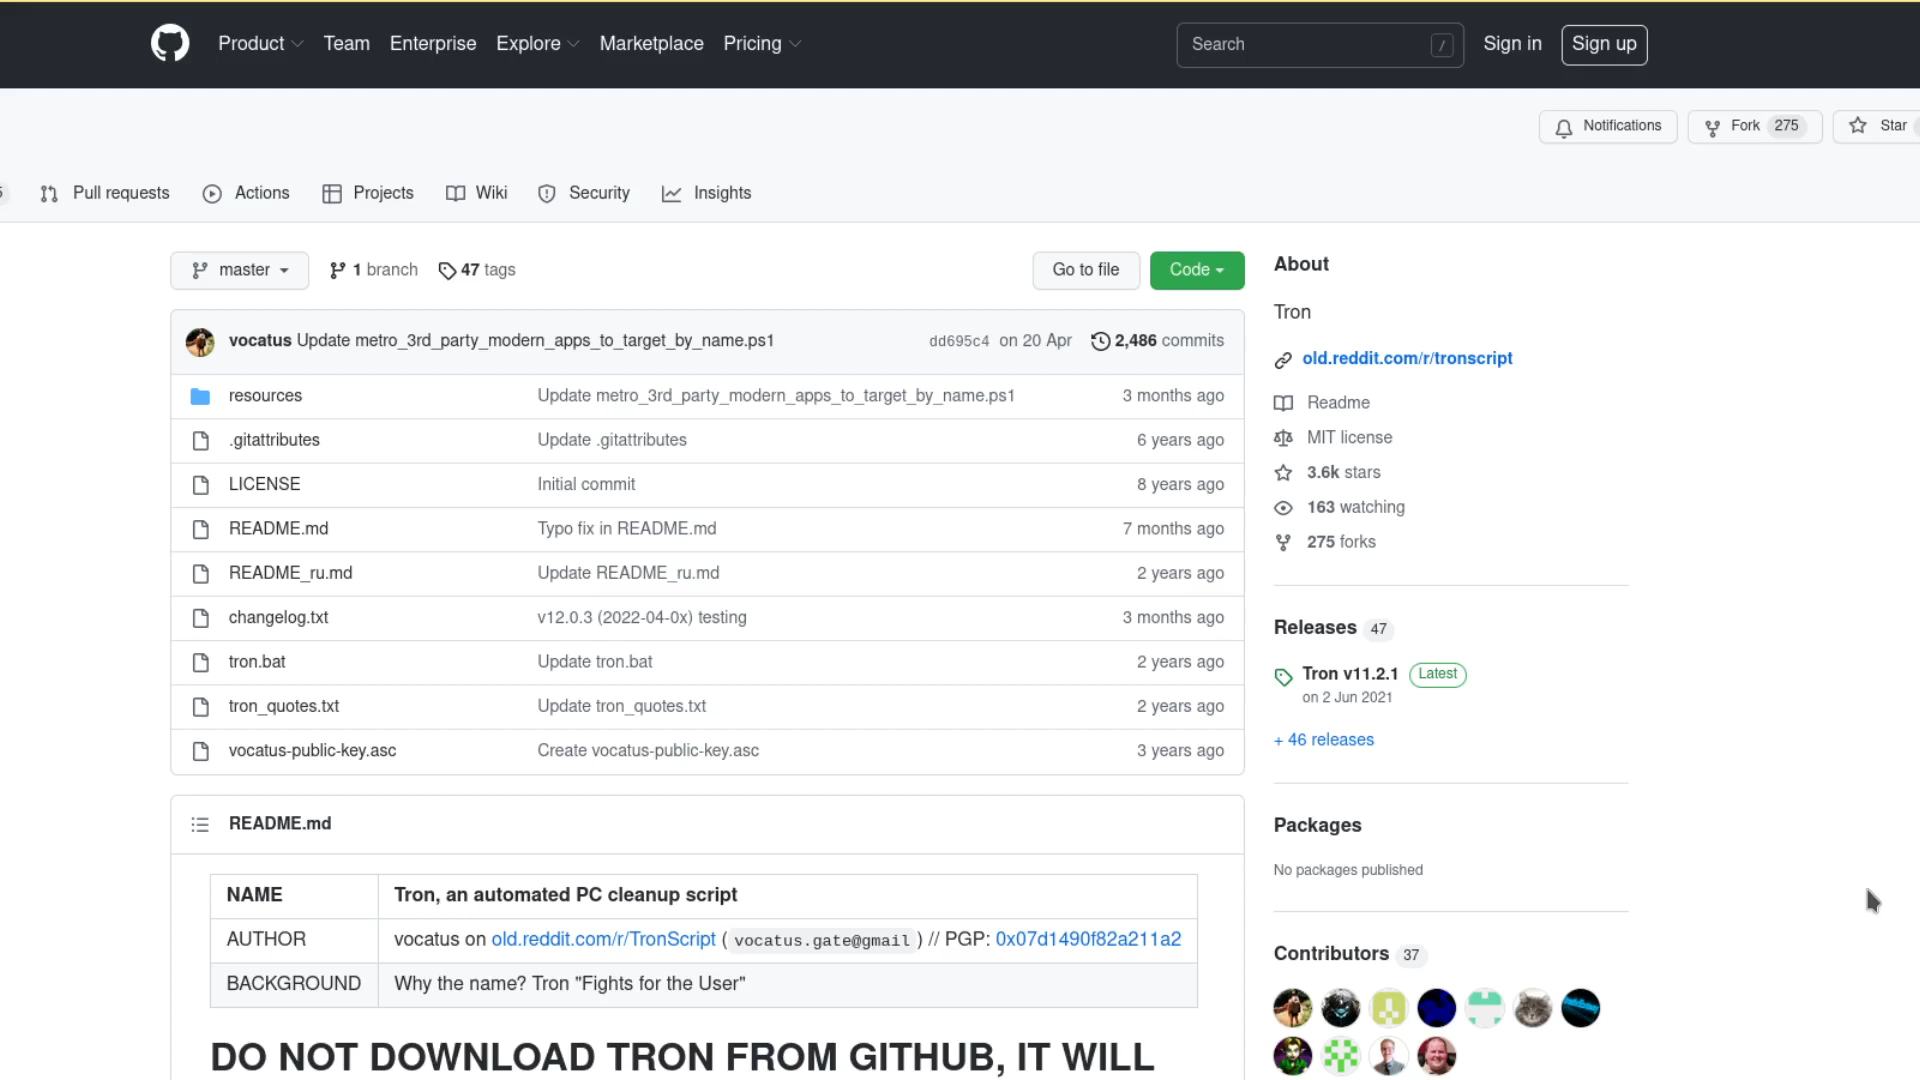 Product Team Enterprise Explore Marketplace Pricing Search / Sign in Sign up
Notifications Fork 275 Star
Pull requests Actions Projects Wiki Security Insights
master 1 branch 47 tags Go to file Code
vocatus Update metro_3rd_party_modern_apps_to_target_by_name.ps1 dd695c4 on 20 Apr 2,486 commits
resources Update metro_3rd_party_modern_apps_to_target_by_name.ps1 3 months ago
.gitattributes Update .gitattributes 6 years ago
LICENSE Initial commit 8 years ago
README.md Typo fix in README.md 7 months ago
README_ru.md Update README_ru.md 2 years ago
changelog.txt v12.0.3 (2022-04-0x) testing 3 months ago
tron.bat Update tron.bat 2 years ago
tron_quotes.txt Update tron_quotes.txt 2 years ago
vocatus-public-key.asc Create vocatus-public-key.asc 3 years ago
README.md
NAME Tron, an automated PC cleanup script
AUTHOR vocatus on old.reddit.com/r/TronScript (vocatus.gate@gmail) // PGP: 0x07d1490f82a211a2
BACKGROUND Why the name? Tron "Fights for the User"
DO NOT DOWNLOAD TRON FROM GITHUB, IT WILL
About
Tron
old.reddit.com/r/tronscript
Readme
MIT license
3.6k stars
163 watching
275 forks
Releases 47
Tron v11.2.1 Latest
on 2 Jun 2021
+ 46 releases
Packages
No packages published
Contributors 37